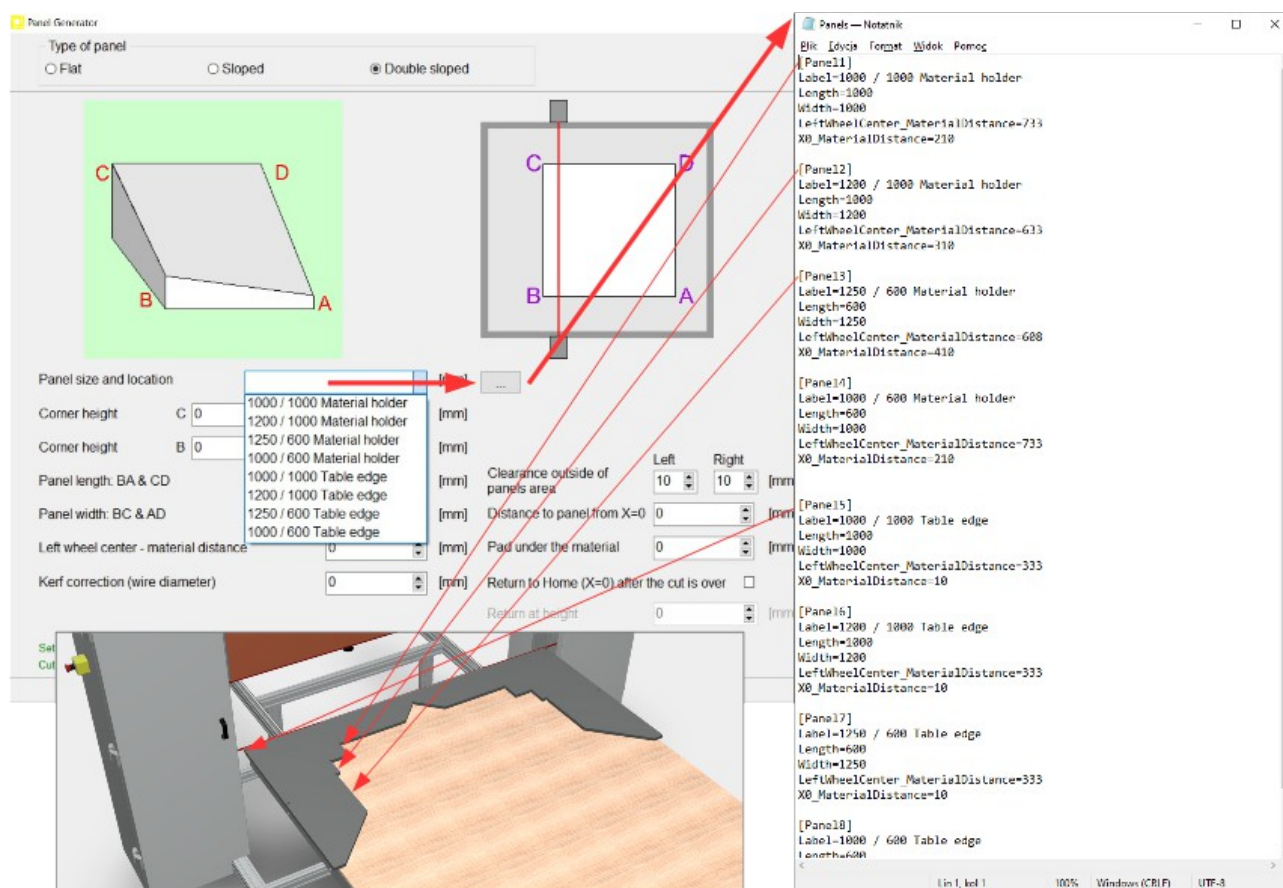 Panel Generator
Type of panel
Flat
Sloped
Double sloped
C
D
B
A
C
D
B
A
Panel size and location
[mm]
...
1000 / 1000 Material holder
1200 / 1000 Material holder
1250 / 600 Material holder
1000 / 600 Material holder
1000 / 1000 Table edge
1200 / 1000 Table edge
1250 / 600 Table edge
1000 / 600 Table edge
Corner height C 0 [mm]
Corner height B 0 [mm]
Panel length: BA & CD [mm]
Panel width: BC & AD [mm]
Left wheel center - material distance 0 [mm]
Kerf correction (wire diameter) 0 [mm]
Left Right
Clearance outside of panels area 10 10 [mm
Distance to panel from X=0 0 [mm
Pad under the material 0 [mm
Return to Home (X=0) after the cut is over
Return at height 0 [mm
Set
Cut
Panels — Notatnik
Plik Edycja Format Widok Pomoc
[Panel1]
Label=1000 / 1000 Material holder
Length=1000
Width=1000
LeftWheelCenter_MaterialDistance=733
X0_MaterialDistance=210
[Panel2]
Label=1200 / 1000 Material holder
Length=1000
Width=1200
LeftWheelCenter_MaterialDistance=633
X0_MaterialDistance=310
[Panel3]
Label=1250 / 600 Material holder
Length=600
Width=1250
LeftWheelCenter_MaterialDistance=608
X0_MaterialDistance=410
[Panel4]
Label=1000 / 600 Material holder
Length=600
Width=1000
LeftWheelCenter_MaterialDistance=733
X0_MaterialDistance=210
[Panel5]
Label=1000 / 1000 Table edge
Length=1000
Width=1000
LeftWheelCenter_MaterialDistance=333
X0_MaterialDistance=10
[Panel6]
Label=1200 / 1000 Table edge
Length=1000
Width=1200
LeftWheelCenter_MaterialDistance=333
X0_MaterialDistance=10
[Panel7]
Label=1250 / 600 Table edge
Length=600
Width=1250
LeftWheelCenter_MaterialDistance=333
X0_MaterialDistance=10
[Panel8]
Label=1000 / 600 Table edge
Length=600
Lin 1, kol 1 100% Windows (CRLF) UTF-8